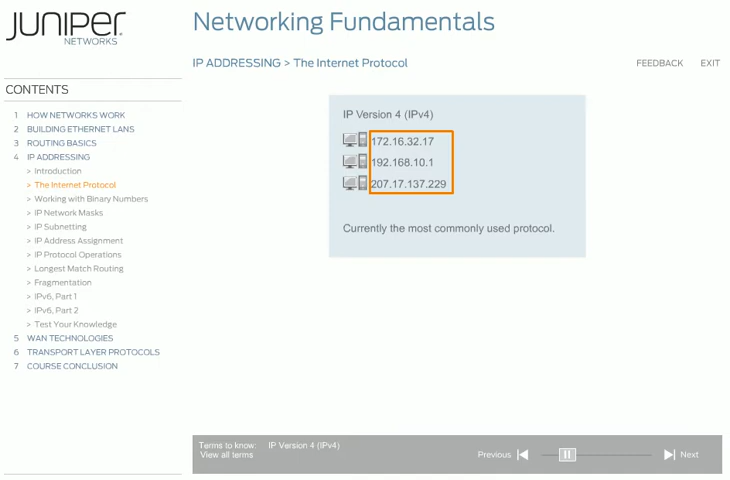 JUNIPER
NETWORKS
Networking Fundamentals
IP ADDRESSING > The Internet Protocol
FEEDBACK
EXIT
CONTENTS
1 HOW NETWORKS WORK
2 BUILDING ETHERNET LANS
3 ROUTING BASICS
4 IP ADDRESSING
> Introduction
> The Internet Protocol
> Working with Binary Numbers
> IP Network Masks
> IP Subnetting
> IP Address Assignment
> IP Protocol Operations
> Longest Match Routing
> Fragmentation
> IPv6, Part 1
> IPv6, Part 2
> Test Your Knowledge
5 WAN TECHNOLOGIES
6 TRANSPORT LAYER PROTOCOLS
7 COURSE CONCLUSION
IP Version 4 (IPv4)
172.16.32.17
192.168.10.1
207.17.137.229
Currently the most commonly used protocol.
Terms to know: IP Version 4 (IPv4)
View all terms
Previous
Next